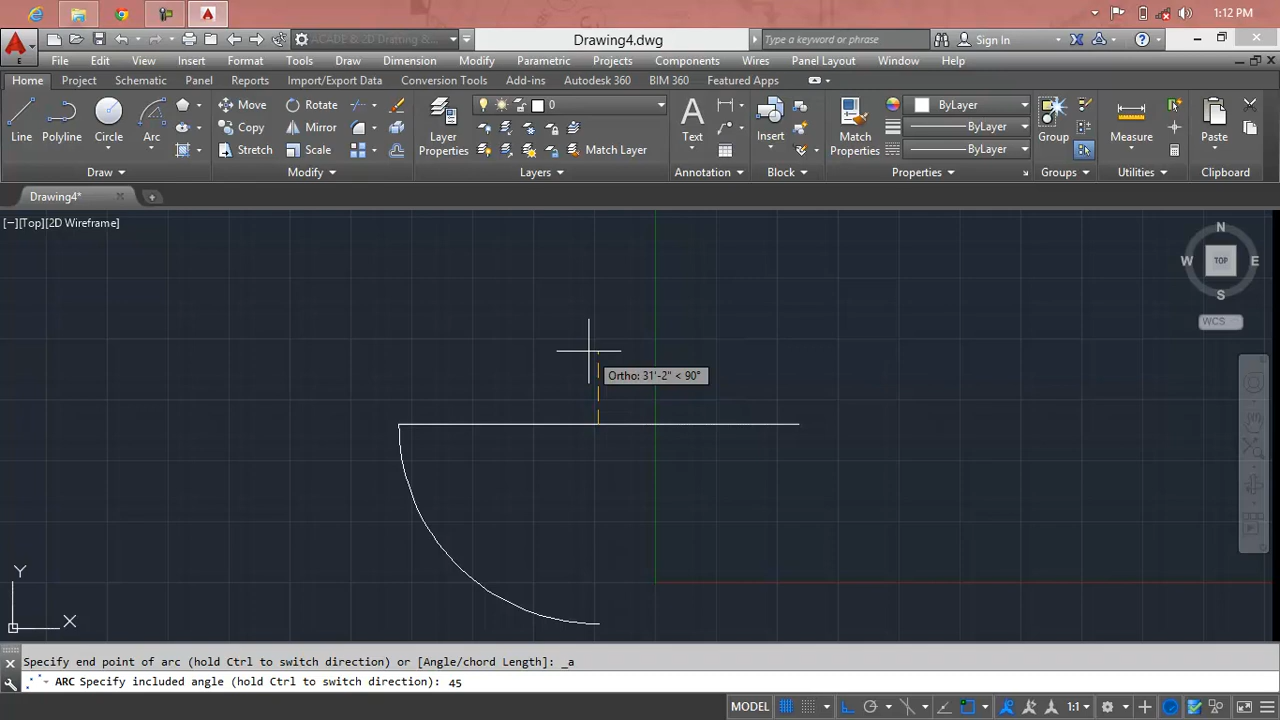 1:12 PM
ACADE & 2D Drafting &... Drawing4.dwg Type a keyword or phrase Sign In
File Edit View Insert Format Tools Draw Dimension Modify Parametric Projects Components Wires Panel Layout Window Help
Home Project Schematic Panel Reports Import/Export Data Conversion Tools Add-ins Autodesk 360 BIM 360 Featured Apps
Move Rotate 0 ByLayer
Line Polyline Circle Arc Copy Mirror Layer Properties Text Insert Match Properties ByLayer Group Measure Paste
Stretch Scale Match Layer ByLayer
Draw Modify Layers Annotation Block Properties Groups Utilities Clipboard
Drawing4*
[−][Top][2D Wireframe]
N
W TOP E
S
WCS
Ortho: 31'-2" < 90°
Y
X
Specify end point of arc (hold Ctrl to switch direction) or [Angle/chord Length]: _a
ARC Specify included angle (hold Ctrl to switch direction): 45
MODEL 1:1